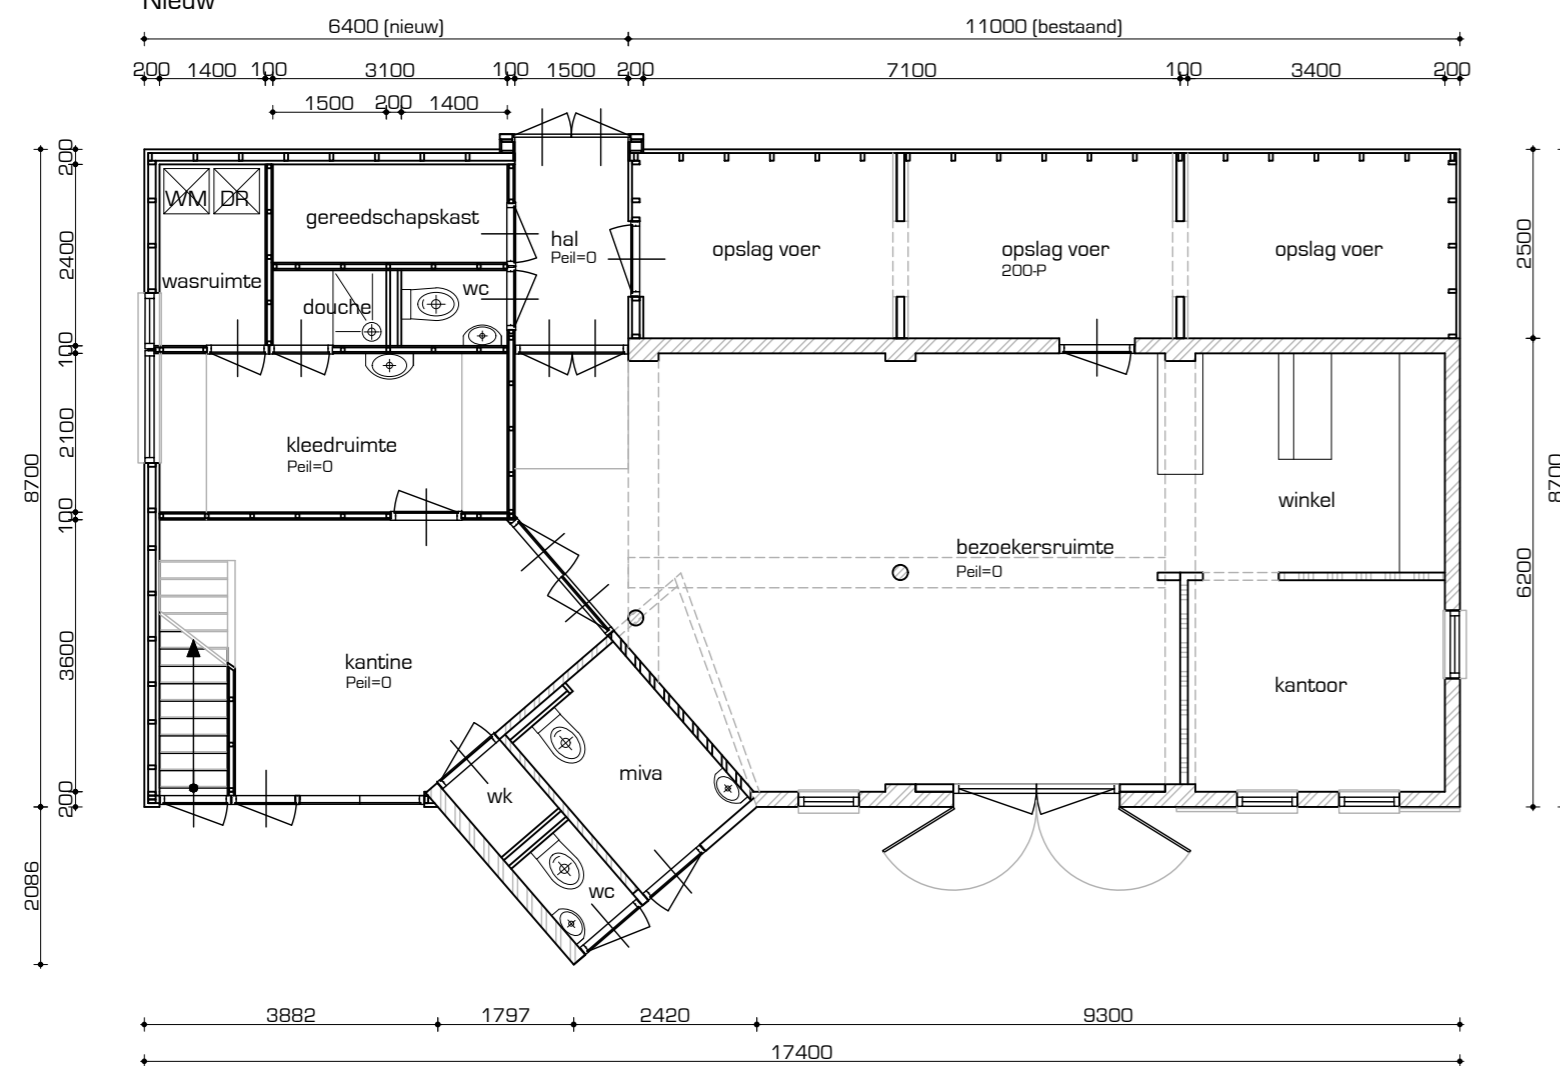 Nieuw
6400 (nieuw)
11000 (bestaand)
200 1400 100 3100 100 1500 200 7100 100 3400 200
1500 200 1400
200
2400
100
2100
100
3600
200
8700
2086
2500
6200
8700
WM DR
gereedschapskast
wasruimte
douche
wc
hal
Peil=0
opslag voer
opslag voer
200-P
opslag voer
kleedruimte
Peil=0
winkel
bezoekersruimte
Peil=0
kantine
Peil=0
kantoor
miva
wk
wc
3882 1797 2420 9300
17400